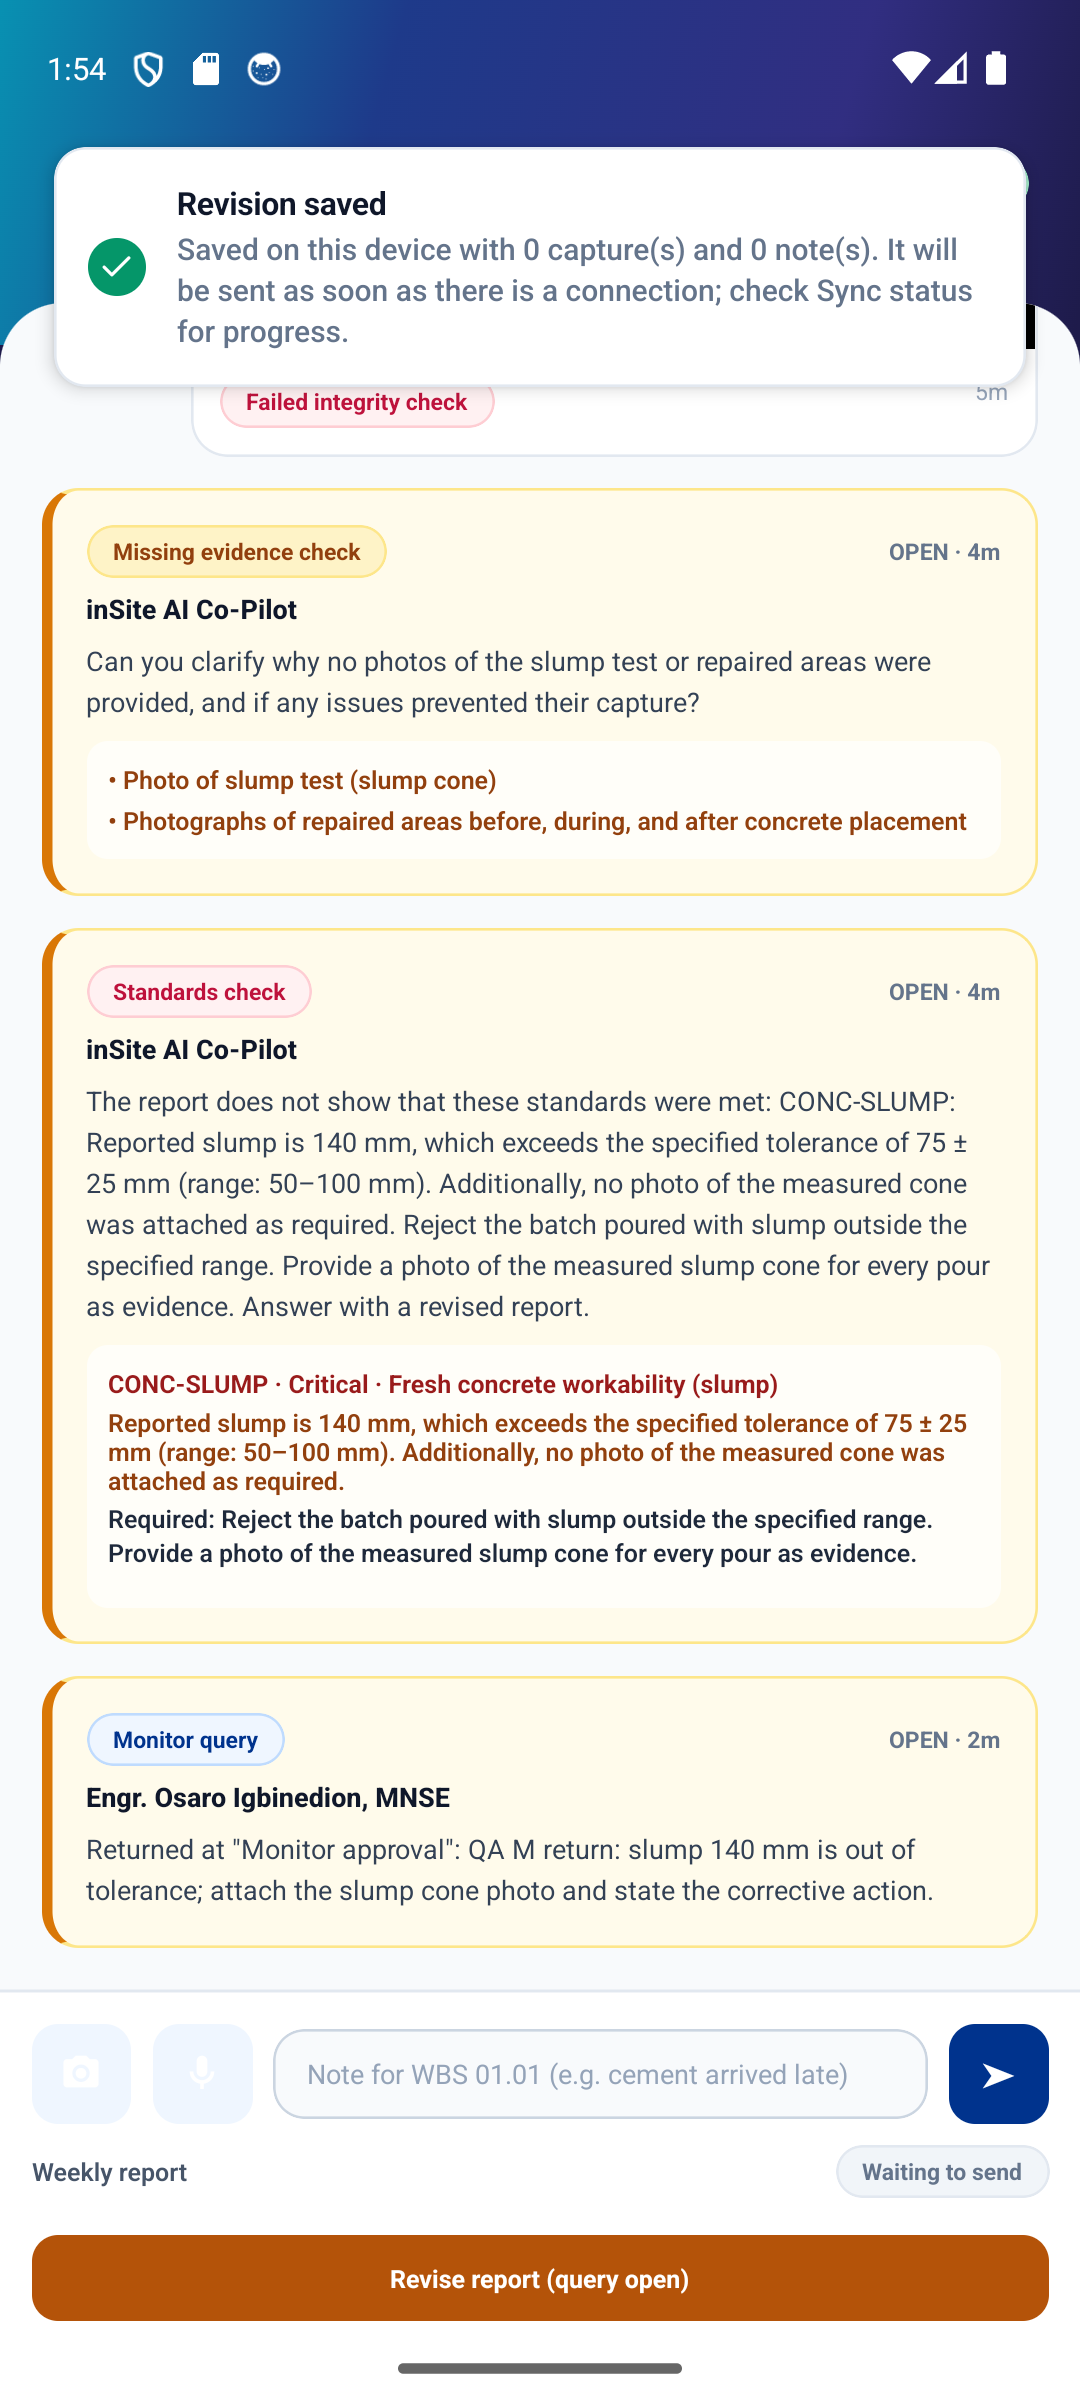 1:54
Revision saved
Saved on this device with 0 capture(s) and 0 note(s). It will
be sent as soon as there is a connection; check Sync status
for progress.
Failed integrity check
5m
Missing evidence check
OPEN · 4m
inSite AI Co-Pilot
Can you clarify why no photos of the slump test or repaired areas were
provided, and if any issues prevented their capture?
• Photo of slump test (slump cone)
• Photographs of repaired areas before, during, and after concrete placement
Standards check
OPEN · 4m
inSite AI Co-Pilot
The report does not show that these standards were met: CONC-SLUMP:
Reported slump is 140 mm, which exceeds the specified tolerance of 75 ±
25 mm (range: 50–100 mm). Additionally, no photo of the measured cone
was attached as required. Reject the batch poured with slump outside the
specified range. Provide a photo of the measured slump cone for every pour
as evidence. Answer with a revised report.
CONC-SLUMP · Critical · Fresh concrete workability (slump)
Reported slump is 140 mm, which exceeds the specified tolerance of 75 ± 25
mm (range: 50–100 mm). Additionally, no photo of the measured cone was
attached as required.
Required: Reject the batch poured with slump outside the specified range.
Provide a photo of the measured slump cone for every pour as evidence.
Monitor query
OPEN · 2m
Engr. Osaro Igbinedion, MNSE
Returned at "Monitor approval": QA M return: slump 140 mm is out of
tolerance; attach the slump cone photo and state the corrective action.
Note for WBS 01.01 (e.g. cement arrived late)
Weekly report
Waiting to send
Revise report (query open)